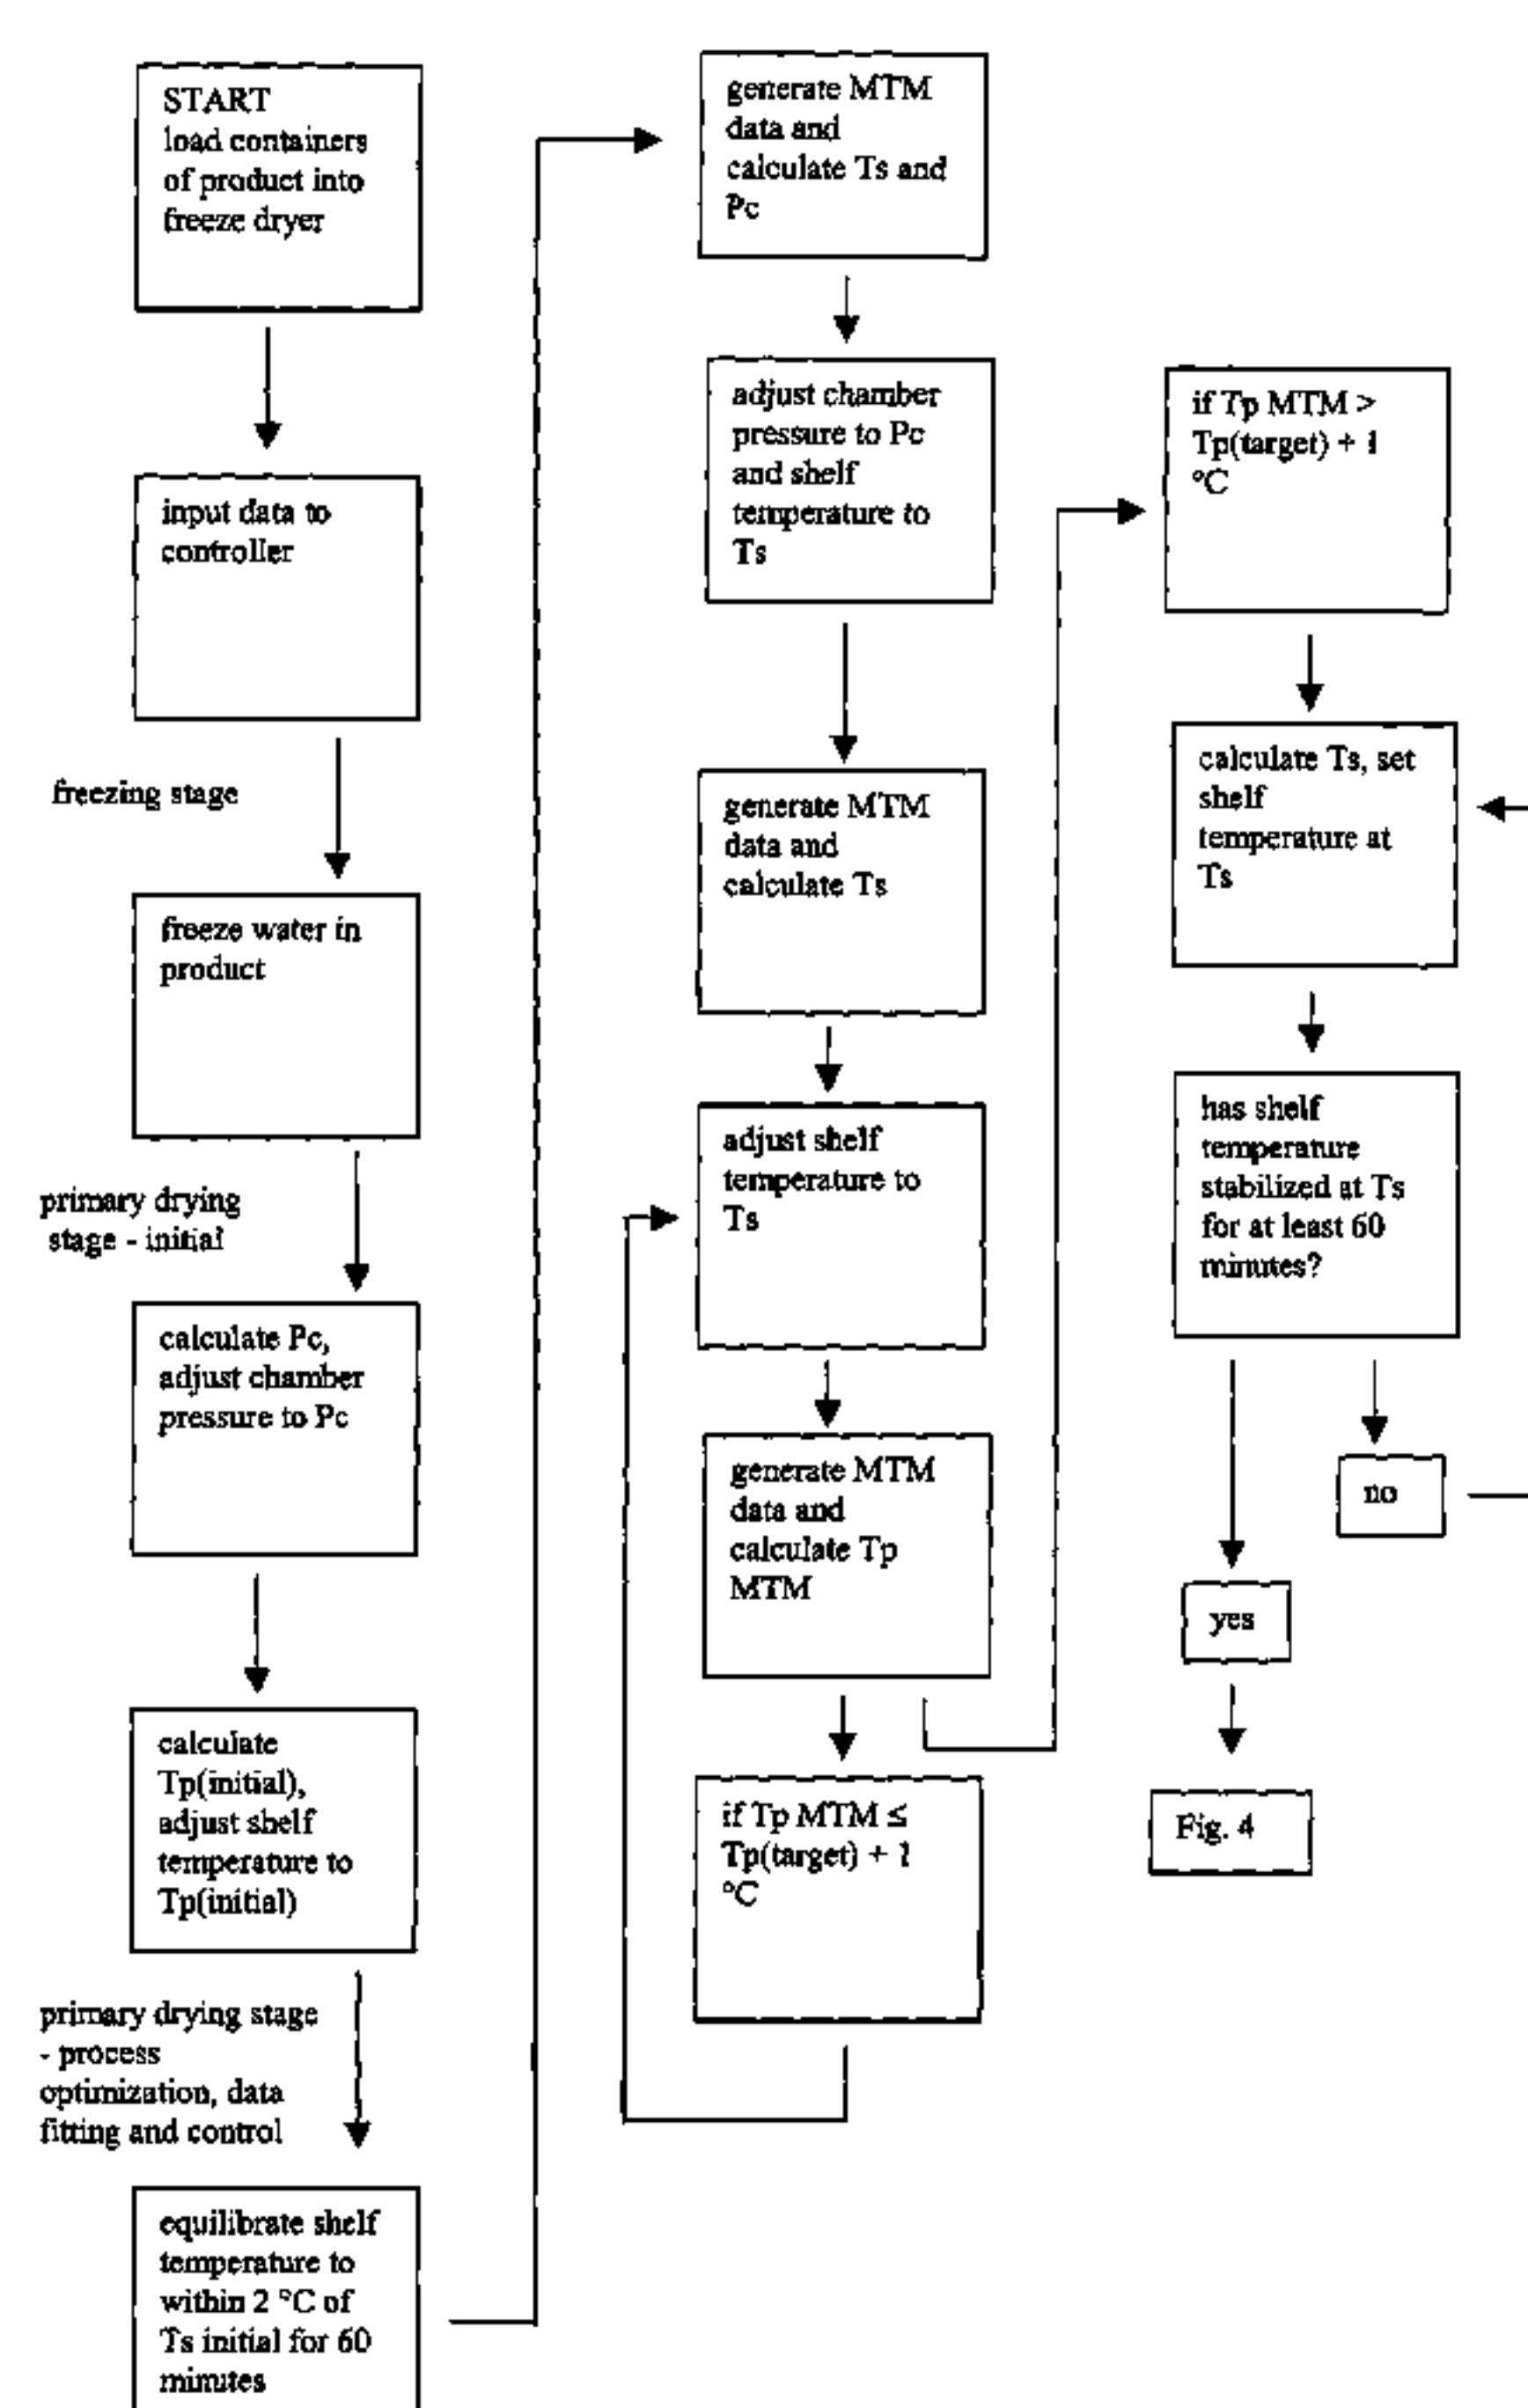 START
load containers
of product into
freeze dryer
input data to
controller
freezing stage
freeze water in
product
primary drying
stage - initial
calculate Pc,
adjust chamber
pressure to Pc
calculate
Tp(initial),
adjust shelf
temperature to
Tp(initial)
primary drying stage
- process
optimization, data
fitting and control
equilibrate shelf
temperature to
within 2 °C of
Ts initial for 60
minutes
generate MTM
data and
calculate Ts and
Pc
adjust chamber
pressure to Pc
and shelf
temperature to
Ts
generate MTM
data and
calculate Ts
adjust shelf
temperature to
Ts
generate MTM
data and
calculate Tp
MTM
if Tp MTM ≤
Tp(target) + 1
°C
if Tp MTM >
Tp(target) + 1
°C
calculate Ts, set
shelf
temperature at
Ts
has shelf
temperature
stabilized at Ts
for at least 60
minutes?
no
yes
Fig. 4